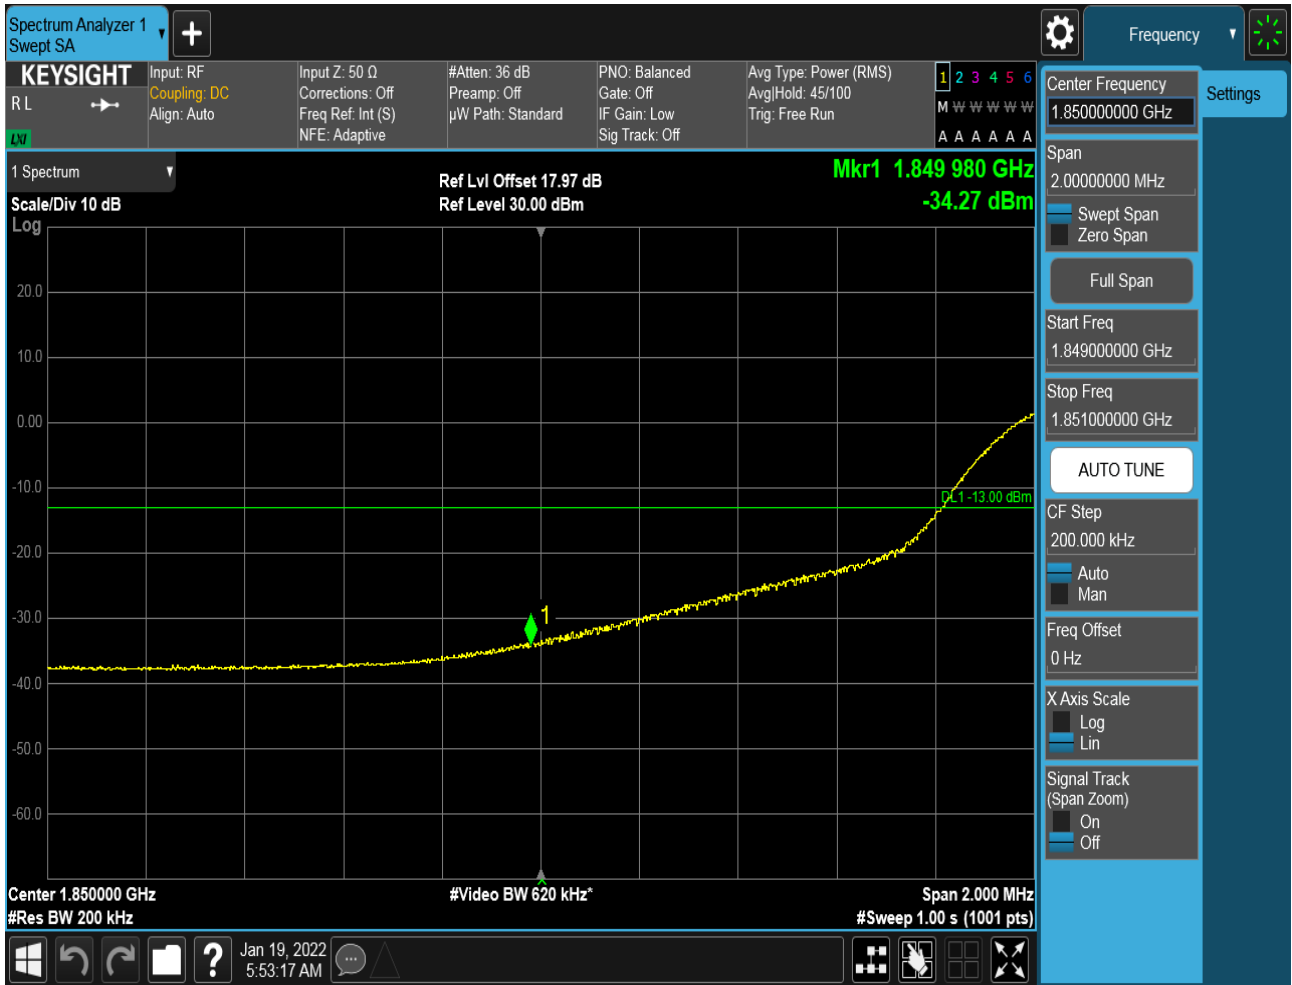 Spectrum Analyzer 1
Swept SA
Frequency
KEYSIGHT
R L
LXI
Input: RF
Coupling: DC
Align: Auto
Input Z: 50 Ω
Corrections: Off
Freq Ref: Int (S)
NFE: Adaptive
#Atten: 36 dB
Preamp: Off
µW Path: Standard
PNO: Balanced
Gate: Off
IF Gain: Low
Sig Track: Off
Avg Type: Power (RMS)
Avg|Hold: 45/100
Trig: Free Run
1 2 3 4 5 6
M W W W W W
A A A A A A
1 Spectrum
Scale/Div 10 dB
Log
Ref Lvl Offset 17.97 dB
Ref Level 30.00 dBm
Mkr1 1.849 980 GHz
-34.27 dBm
20.0
10.0
0.00
-10.0
DL1 -13.00 dBm
-20.0
-30.0
1
-40.0
-50.0
-60.0
Center 1.850000 GHz
#Video BW 620 kHz*
Span 2.000 MHz
#Res BW 200 kHz
#Sweep 1.00 s (1001 pts)
Jan 19, 2022
5:53:17 AM
Center Frequency
1.850000000 GHz
Settings
Span
2.00000000 MHz
Swept Span
Zero Span
Full Span
Start Freq
1.849000000 GHz
Stop Freq
1.851000000 GHz
AUTO TUNE
CF Step
200.000 kHz
Auto
Man
Freq Offset
0 Hz
X Axis Scale
Log
Lin
Signal Track
(Span Zoom)
On
Off